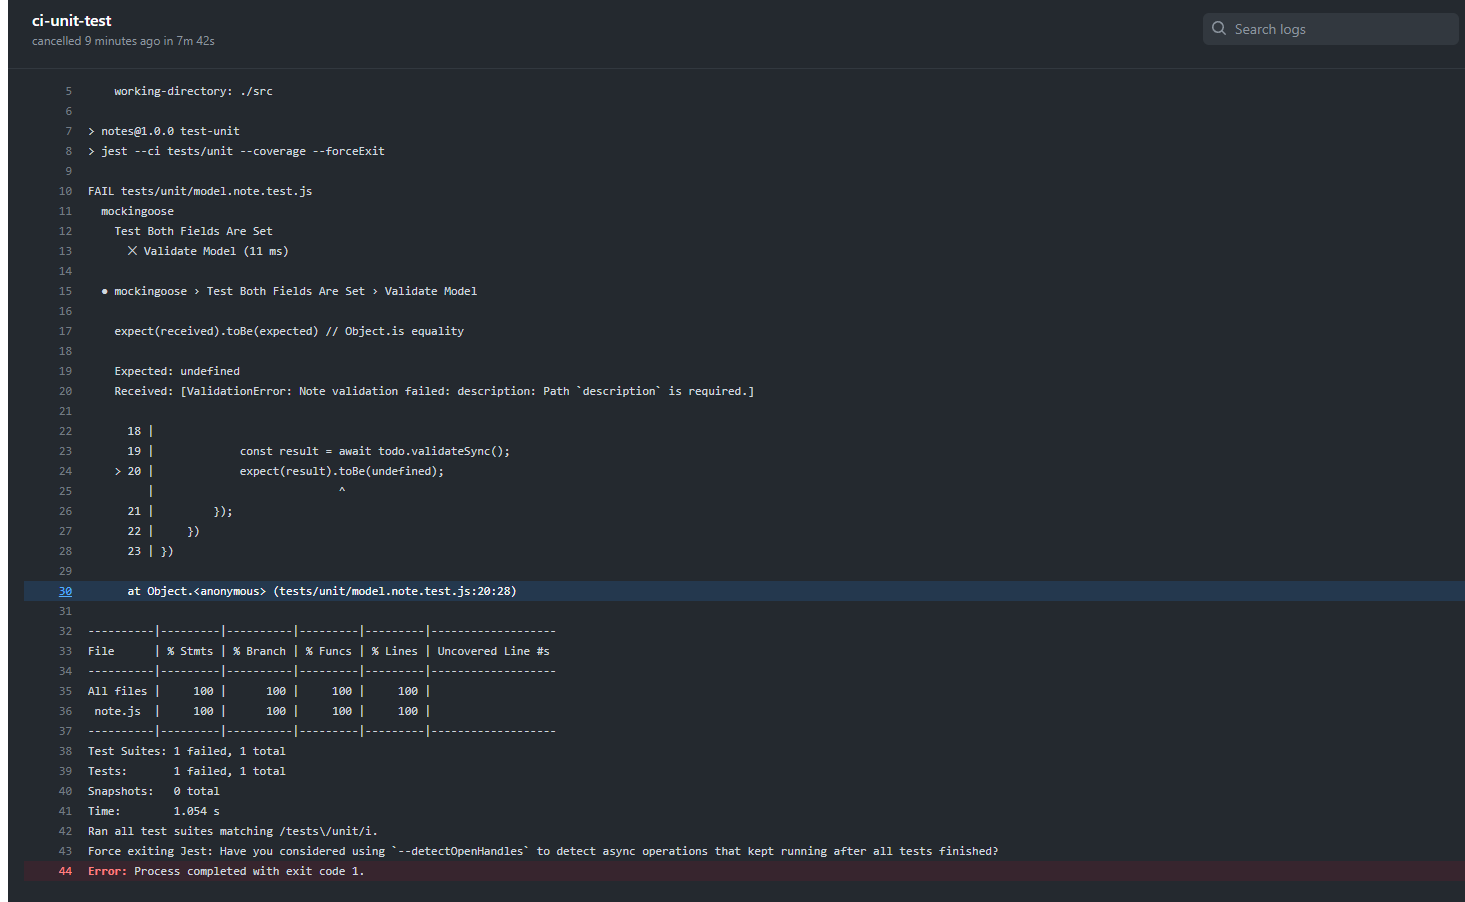 ci-unit-test
cancelled 9 minutes ago in 7m 42s
Search logs
5 working-directory: ./src
6
7 > notes@1.0.0 test-unit
8 > jest --ci tests/unit --coverage --forceExit
9
10 FAIL tests/unit/model.note.test.js
11 mockingoose
12 Test Both Fields Are Set
13 ✕ Validate Model (11 ms)
14
15 ● mockingoose › Test Both Fields Are Set › Validate Model
16
17 expect(received).toBe(expected) // Object.is equality
18
19 Expected: undefined
20 Received: [ValidationError: Note validation failed: description: Path `description` is required.]
21
22 18 |
23 19 | const result = await todo.validateSync();
24 > 20 | expect(result).toBe(undefined);
25 | ^
26 21 | });
27 22 | })
28 23 | })
29
30 at Object.<anonymous> (tests/unit/model.note.test.js:20:28)
31
32 ----------|---------|----------|---------|---------|-------------------
33 File | % Stmts | % Branch | % Funcs | % Lines | Uncovered Line #s
34 ----------|---------|----------|---------|---------|-------------------
35 All files | 100 | 100 | 100 | 100 |
36 note.js | 100 | 100 | 100 | 100 |
37 ----------|---------|----------|---------|---------|-------------------
38 Test Suites: 1 failed, 1 total
39 Tests: 1 failed, 1 total
40 Snapshots: 0 total
41 Time: 1.054 s
42 Ran all test suites matching /tests\/unit/i.
43 Force exiting Jest: Have you considered using `--detectOpenHandles` to detect async operations that kept running after all tests finished?
44 Error: Process completed with exit code 1.